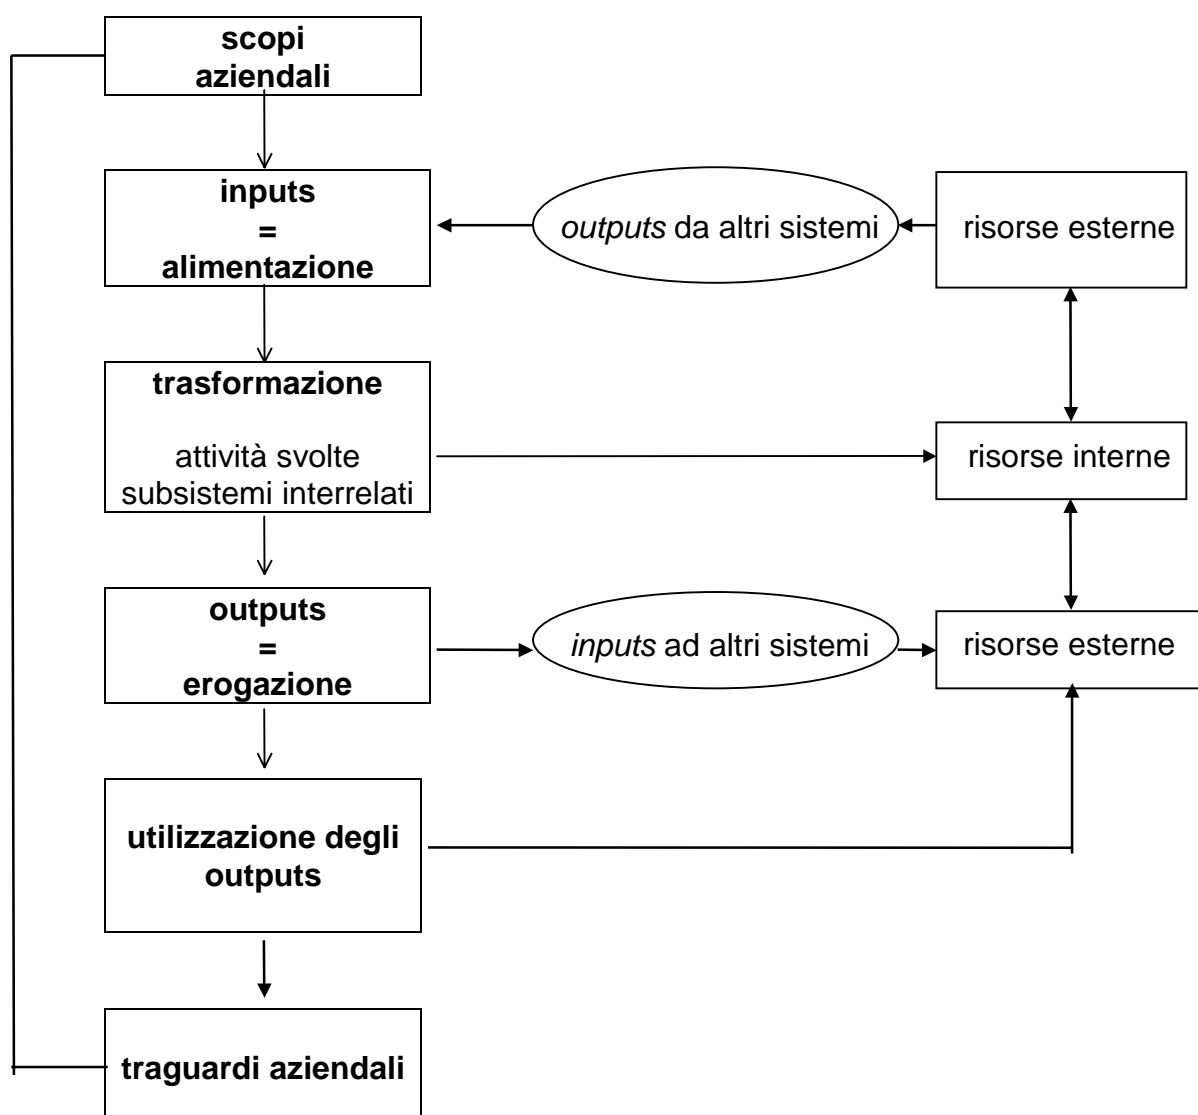 scopi
aziendali
inputs
=
alimentazione
outputs da altri sistemi
risorse esterne
trasformazione
attività svolte
subsistemi interrelati
risorse interne
outputs
=
erogazione
inputs ad altri sistemi
risorse esterne
utilizzazione degli
outputs
traguardi aziendali